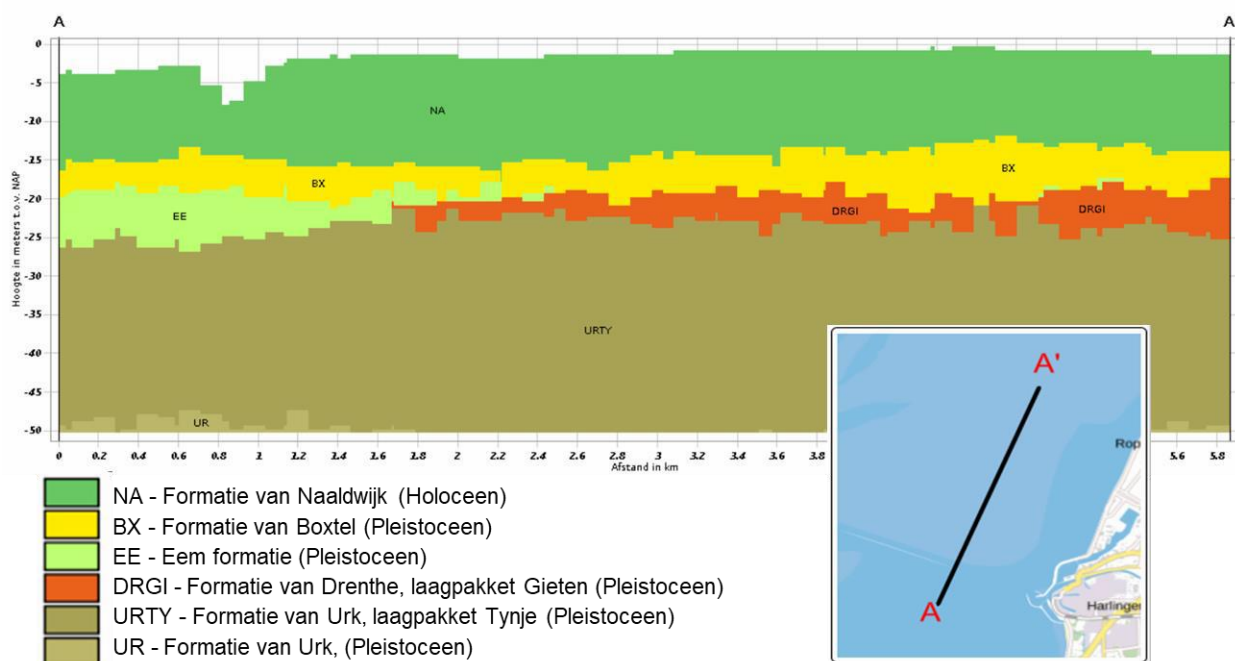 A A
0
-5
-10
-15
-20
-25
-30
-35
-40
-45
-50
Hoogte in meters t.o.v. NAP
NA
BX
BX
EE
DRGI
DRGI
URTY
UR
0 0.2 0.4 0.6 0.8 1 1.2 1.4 1.6 1.8 2 2.2 2.4 2.6 2.8 3 3.2 3.4 3.6 3.8 5.6 5.8
Afstand in km
A'
Rop
A
Harlingen
NA - Formatie van Naaldwijk (Holoceen)
BX - Formatie van Boxtel (Pleistoceen)
EE - Eem formatie (Pleistoceen)
DRGI - Formatie van Drenthe, laagpakket Gieten (Pleistoceen)
URTY - Formatie van Urk, laagpakket Tynje (Pleistoceen)
UR - Formatie van Urk, (Pleistoceen)